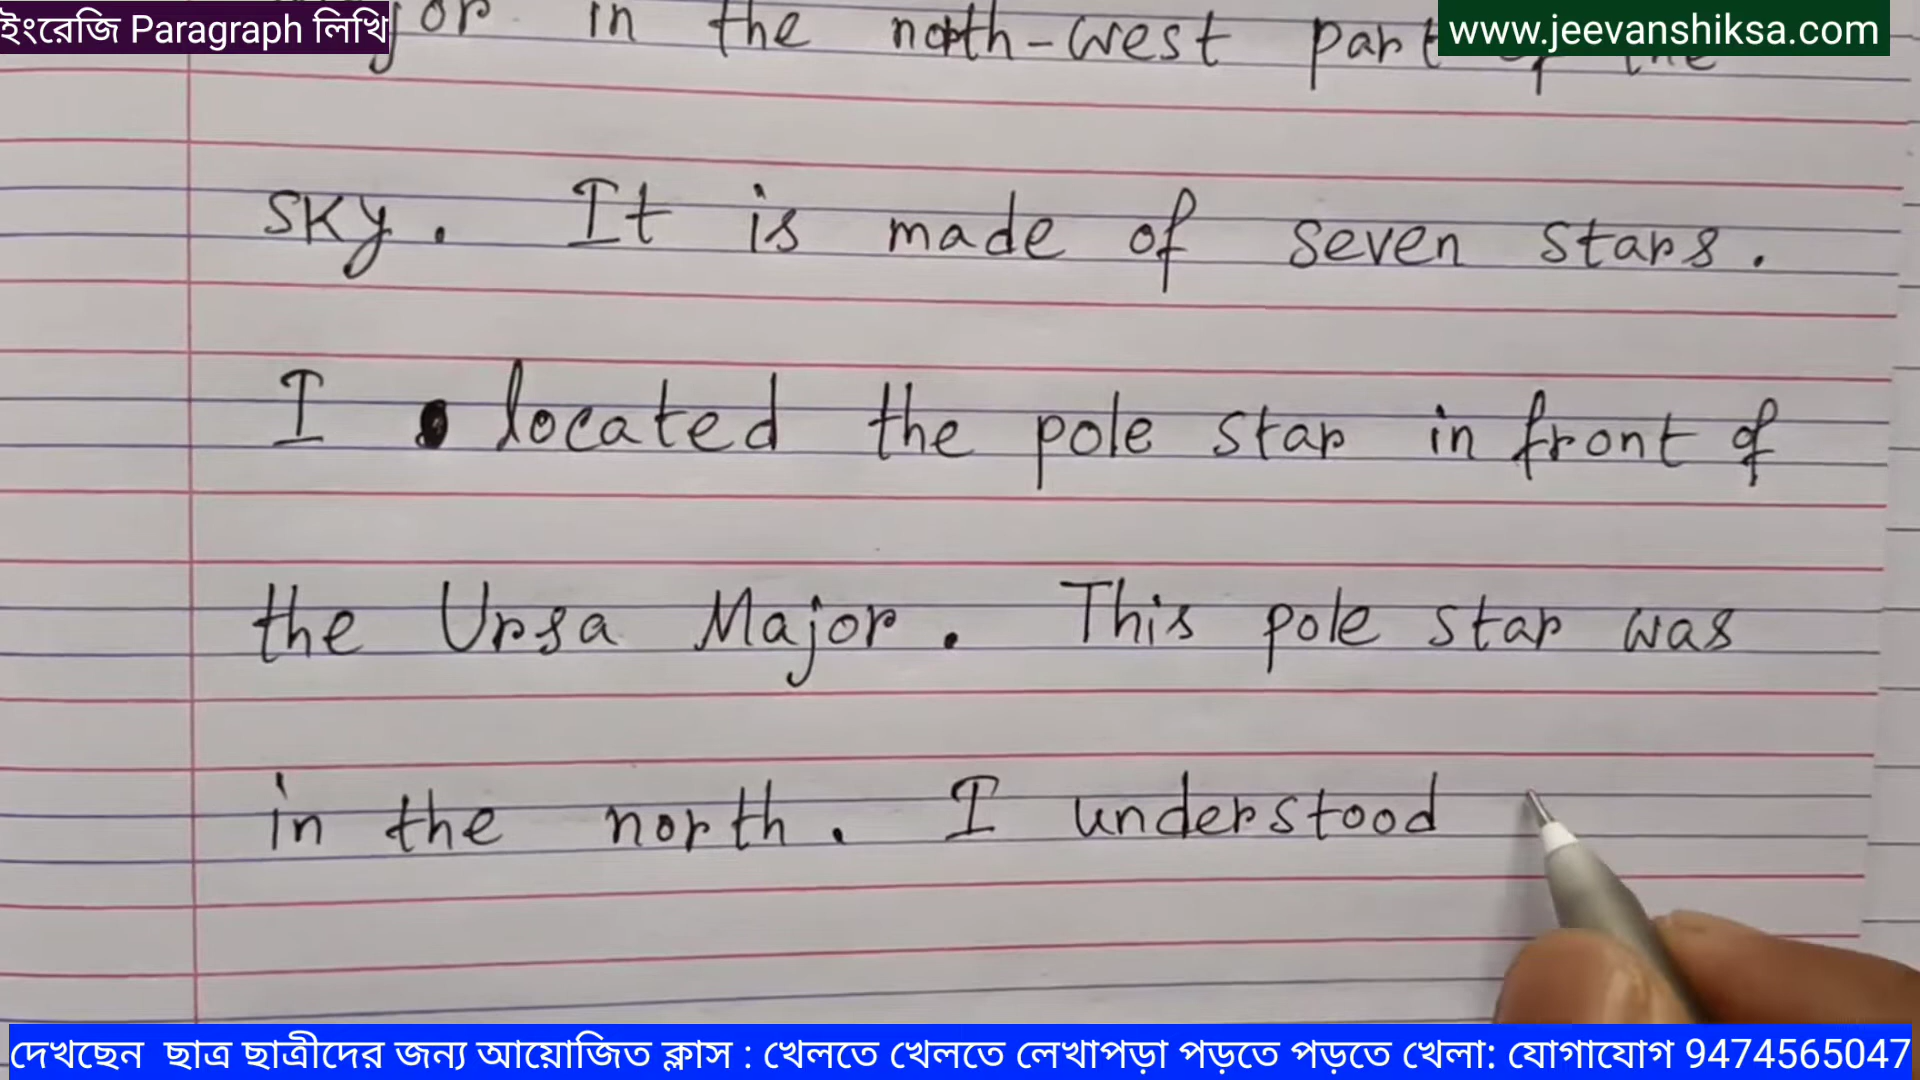 ইংরেজি Paragraph লিখি
www.jeevanshiksa.com
in the north-west part of the
sky. It is made of seven stars.
I located the pole star in front of
the Ursa Major. This pole star was
in the north. I understood
দেখছেন ছাত্র ছাত্রীদের জন্য আয়োজিত ক্লাস : খেলতে খেলতে লেখাপড়া পড়তে পড়তে খেলা: যোগাযোগ 9474565047